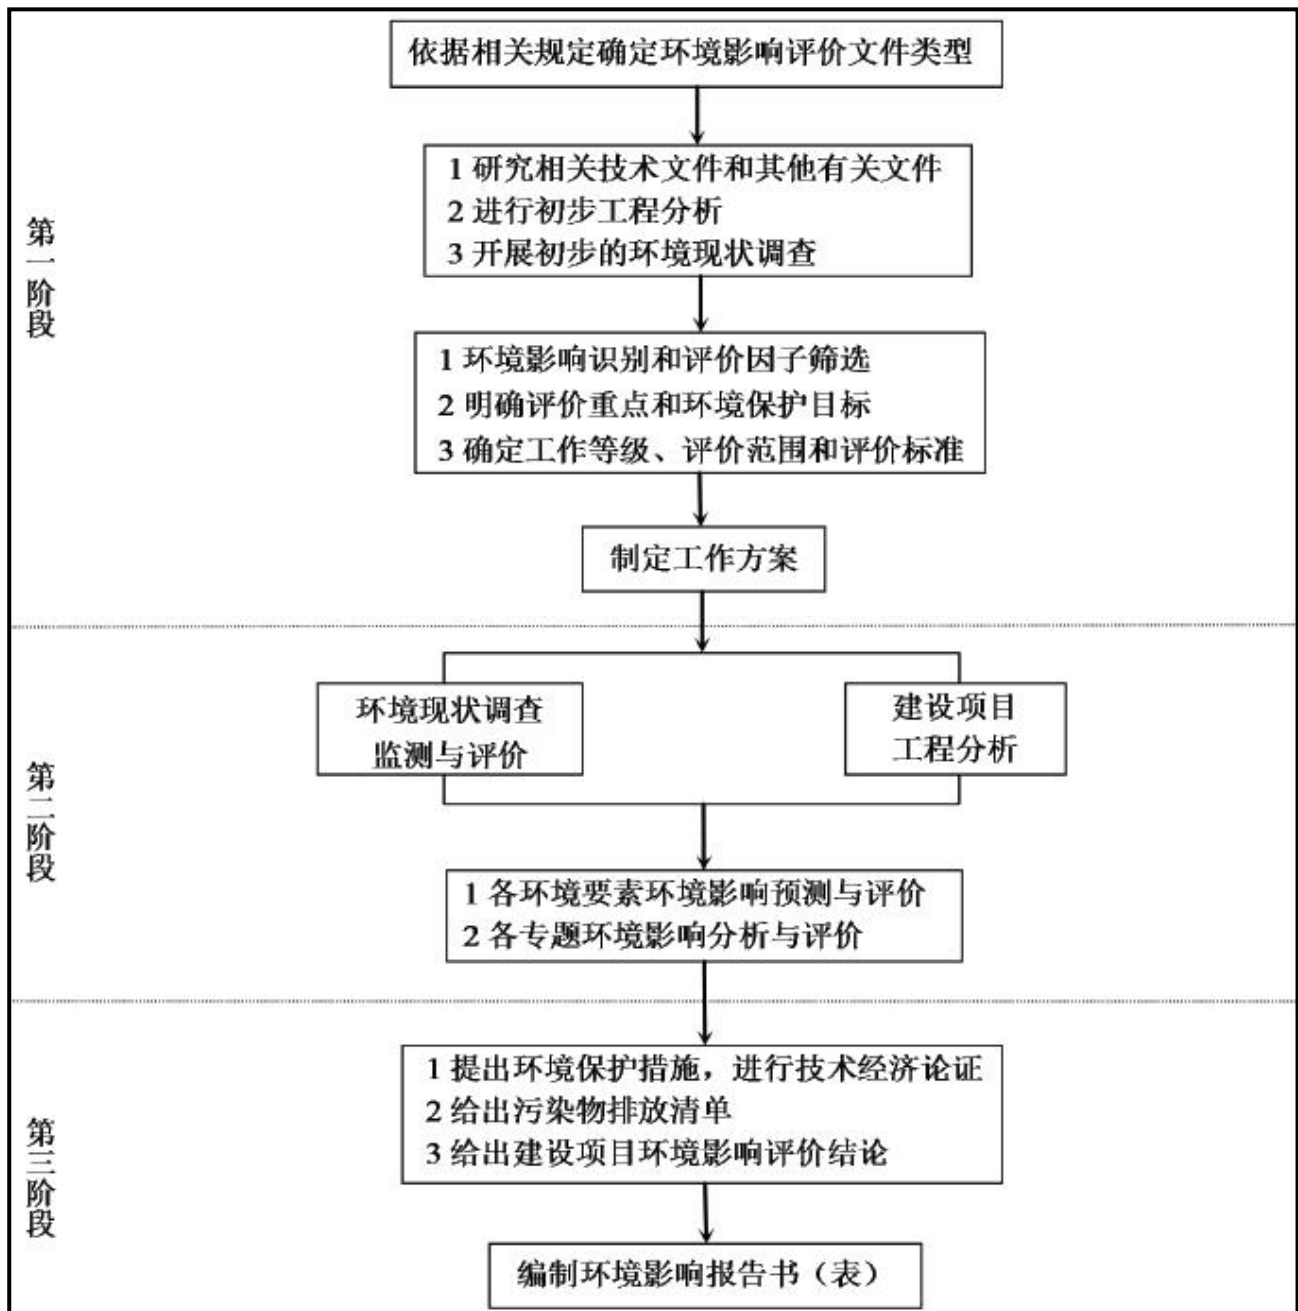 依据相关规定确定环境影响评价文件类型
1 研究相关技术文件和其他有关文件
2 进行初步工程分析
3 开展初步的环境现状调查
第一阶段
1 环境影响识别和评价因子筛选
2 明确评价重点和环境保护目标
3 确定工作等级、评价范围和评价标准
制定工作方案
环境现状调查
监测与评价
建设项目
工程分析
第二阶段
1 各环境要素环境影响预测与评价
2 各专题环境影响分析与评价
1 提出环境保护措施，进行技术经济论证
2 给出污染物排放清单
3 给出建设项目环境影响评价结论
第三阶段
编制环境影响报告书（表）